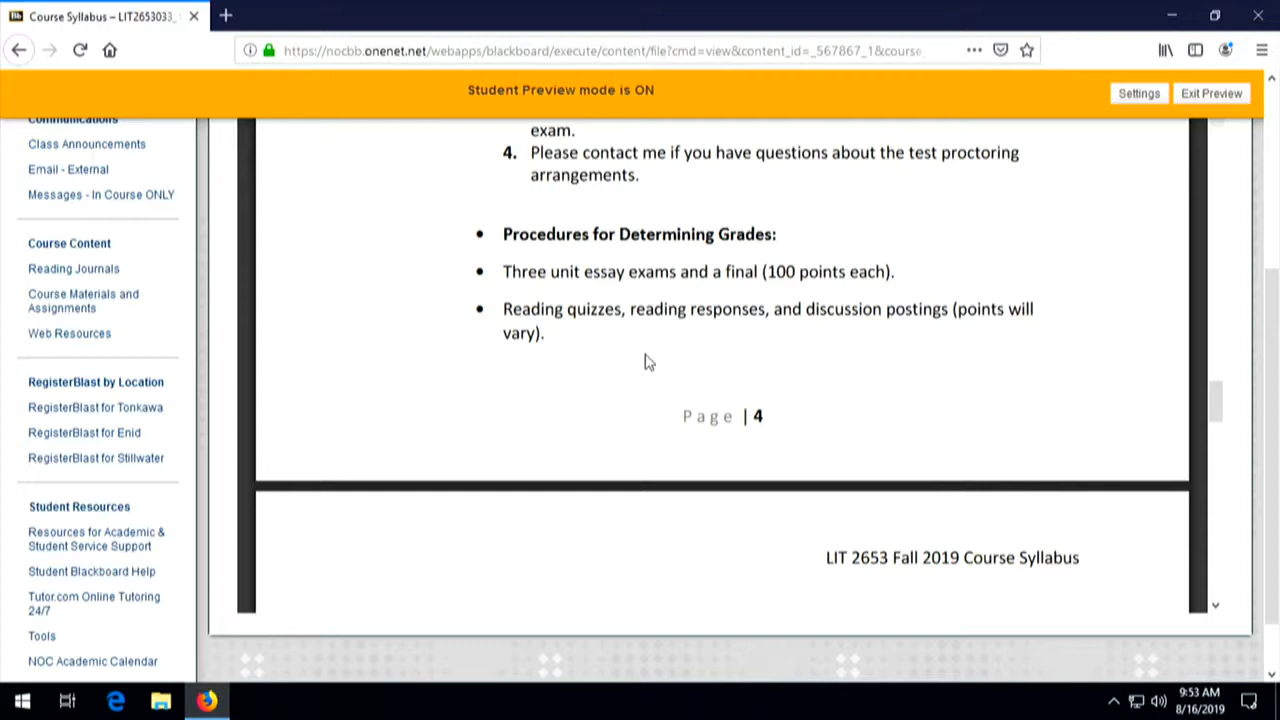 Course Syllabus – LIT2653033_
https://nocbb.onenet.net/webapps/blackboard/execute/content/file?cmd=view&content_id=_567867_1&course_
Student Preview mode is ON
Settings
Exit Preview
Communications
Class Announcements
Email - External
Messages - In Course ONLY
Course Content
Reading Journals
Course Materials and
Assignments
Web Resources
RegisterBlast by Location
RegisterBlast for Tonkawa
RegisterBlast for Enid
RegisterBlast for Stillwater
Student Resources
Resources for Academic &
Student Service Support
Student Blackboard Help
Tutor.com Online Tutoring
24/7
Tools
NOC Academic Calendar
exam.
4. Please contact me if you have questions about the test proctoring
arrangements.
• Procedures for Determining Grades:
• Three unit essay exams and a final (100 points each).
• Reading quizzes, reading responses, and discussion postings (points will
vary).
Page | 4
LIT 2653 Fall 2019 Course Syllabus
9:53 AM
8/16/2019